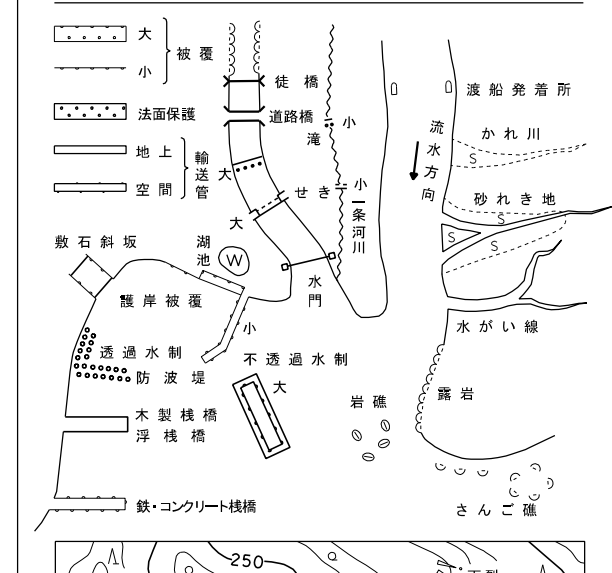 大
被覆
小
法面保護
地上
輸送管
空間
徒橋
道路橋
滝
小
大
せき
小
大
一条河川
流水方向
渡船発着所
かれ川
S
砂れき地
S
S
S
敷石斜坂
湖池
W
水門
護岸被覆
小
透過水制
防波堤
不透過水制
大
水がい線
露岩
岩礁
木製桟橋
浮桟橋
鉄・コンクリート桟橋
さんご礁
250